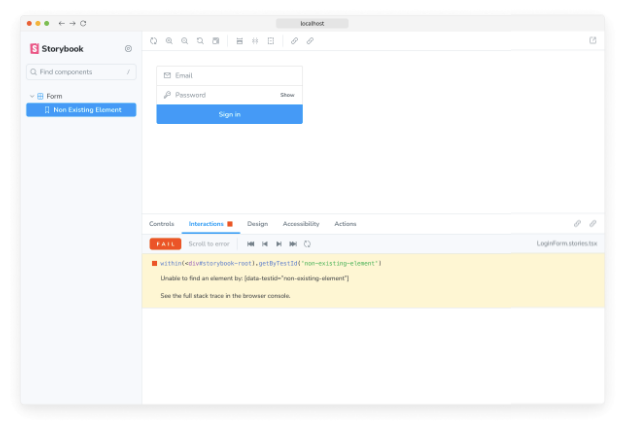 localhost
Storybook
Find components
/
Form
Non Existing Element
Email
Password Show
Sign in
Controls Interactions Design Accessibility Actions
FAIL Scroll to error LoginForm.stories.tsx
within(<div#storybook-root>).getByTestId("non-existing-element")
Unable to find an element by: [data-testid="non-existing-element"]
See the full stack trace in the browser console.